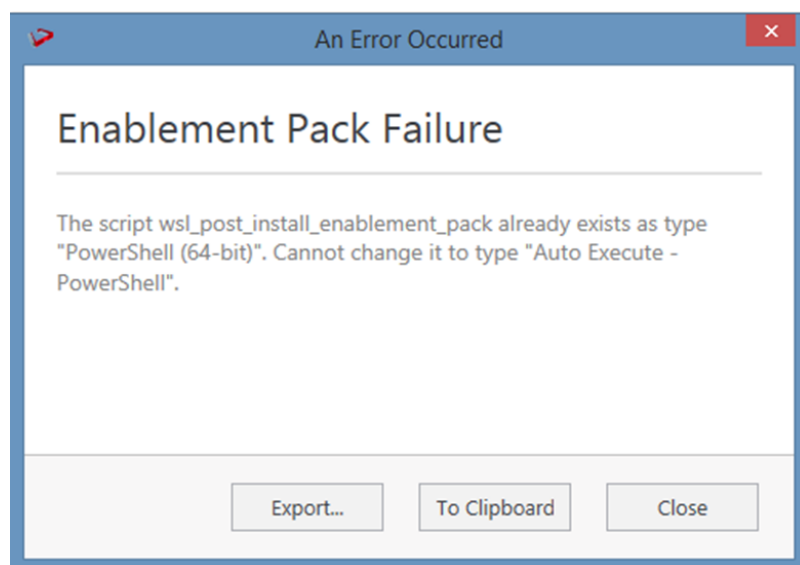 An Error Occurred
Enablement Pack Failure
The script wsl_post_install_enablement_pack already exists as type
"PowerShell (64-bit)". Cannot change it to type "Auto Execute -
PowerShell".
Export... To Clipboard Close